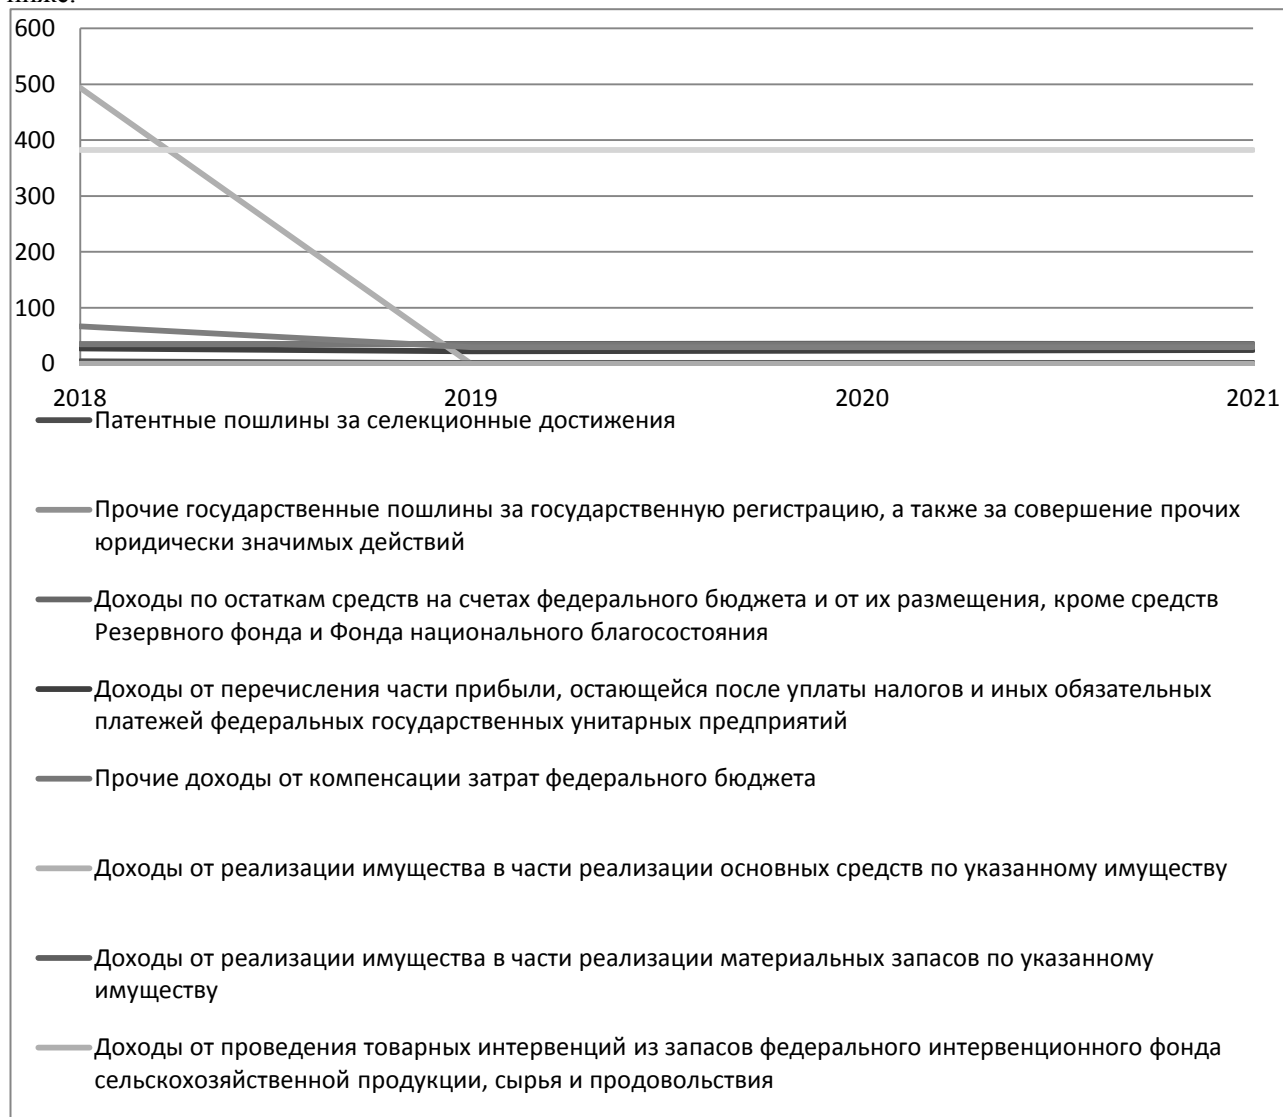 ниже.
600
500
400
300
200
100
0
2018 2019 2020 2021
Патентные пошлины за селекционные достижения
Прочие государственные пошлины за государственную регистрацию, а также за совершение прочих
юридически значимых действий
Доходы по остаткам средств на счетах федерального бюджета и от их размещения, кроме средств
Резервного фонда и Фонда национального благосостояния
Доходы от перечисления части прибыли, остающейся после уплаты налогов и иных обязательных
платежей федеральных государственных унитарных предприятий
Прочие доходы от компенсации затрат федерального бюджета
Доходы от реализации имущества в части реализации основных средств по указанному имуществу
Доходы от реализации имущества в части реализации материальных запасов по указанному
имуществу
Доходы от проведения товарных интервенций из запасов федерального интервенционного фонда
сельскохозяйственной продукции, сырья и продовольствия